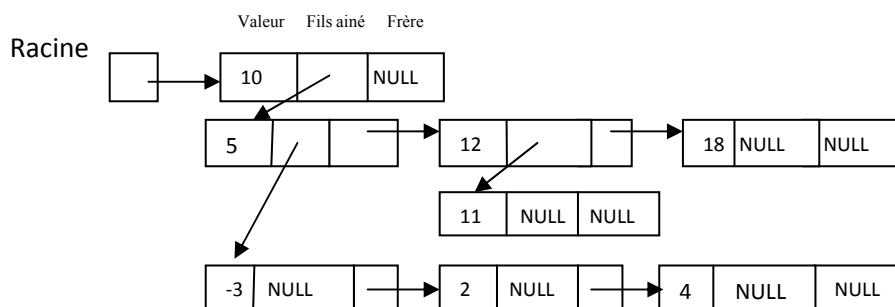 Valeur Fils ainé Frère
Racine
10 NULL
5 12 18 NULL NULL
11 NULL NULL
-3 NULL 2 NULL 4 NULL NULL